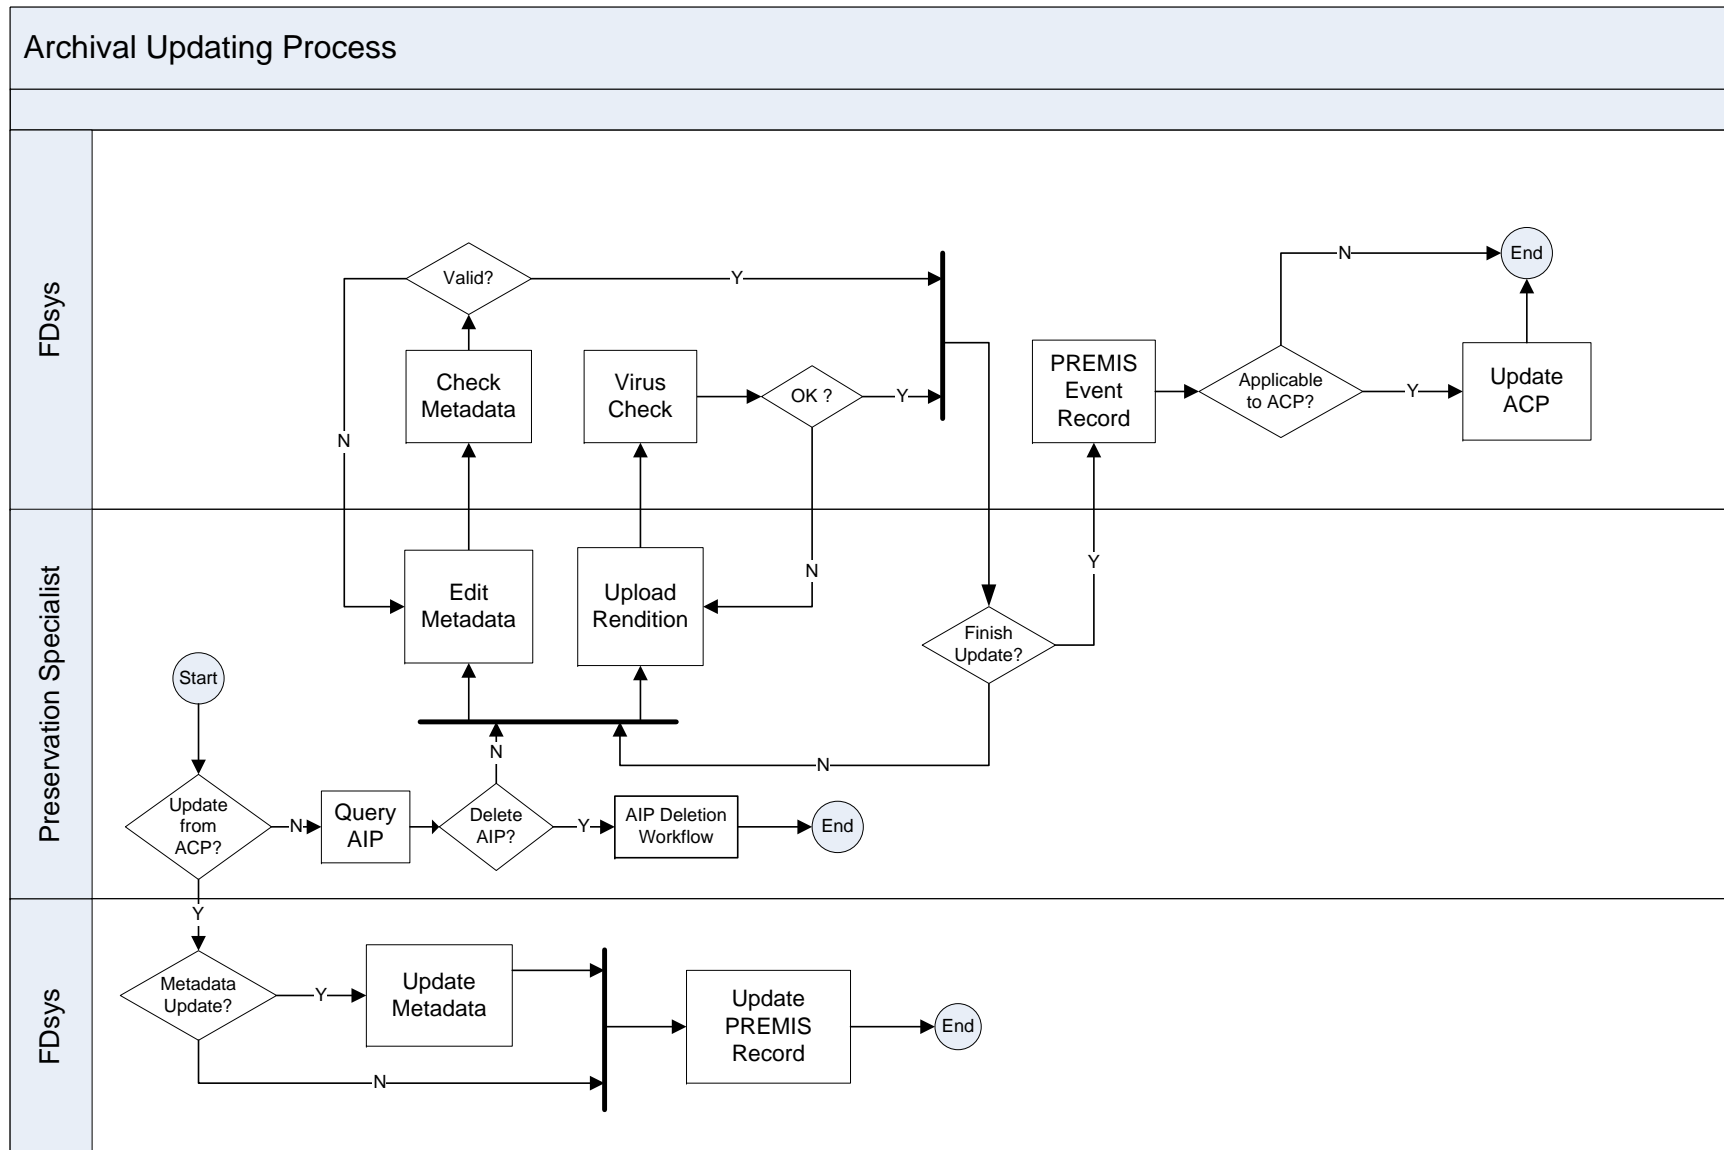 Archival Updating Process
FDsys
Valid?
Y
N
Check
Metadata
Virus
Check
OK ?
Y
N
PREMIS
Event
Record
Applicable
to ACP?
N
Y
Update
ACP
End
Preservation Specialist
Start
Update
from
ACP?
N
Query
AIP
Delete
AIP?
N
Y
AIP Deletion
Workflow
End
Edit
Metadata
Upload
Rendition
Finish
Update?
Y
N
Y
FDsys
Metadata
Update?
Y
N
Update
Metadata
Update
PREMIS
Record
End